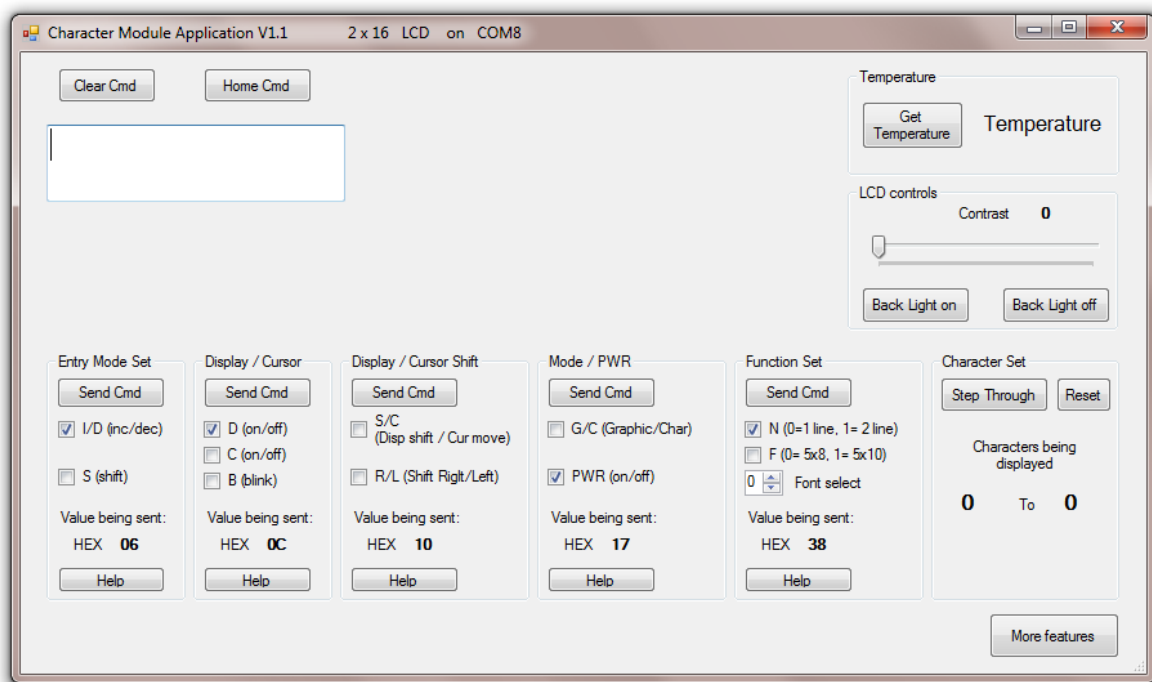 Character Module Application V1.1 2 x 16 LCD on COM8
Clear Cmd Home Cmd
Temperature
Get
Temperature
Temperature
LCD controls
Contrast 0
Back Light on Back Light off
Entry Mode Set
Send Cmd
I/D (inc/dec)
S (shift)
Value being sent:
HEX 06
Help
Display / Cursor
Send Cmd
D (on/off)
C (on/off)
B (blink)
Value being sent:
HEX 0C
Help
Display / Cursor Shift
Send Cmd
S/C
(Disp shift / Cur move)
R/L (Shift Riglt/Left)
Value being sent:
HEX 10
Help
Mode / PWR
Send Cmd
G/C (Graphic/Char)
PWR (on/off)
Value being sent:
HEX 17
Help
Function Set
Send Cmd
N (0=1 line, 1= 2 line)
F (0= 5x8, 1= 5x10)
0 Font select
Value being sent:
HEX 38
Help
Character Set
Step Through Reset
Characters being
displayed
0 To 0
More features